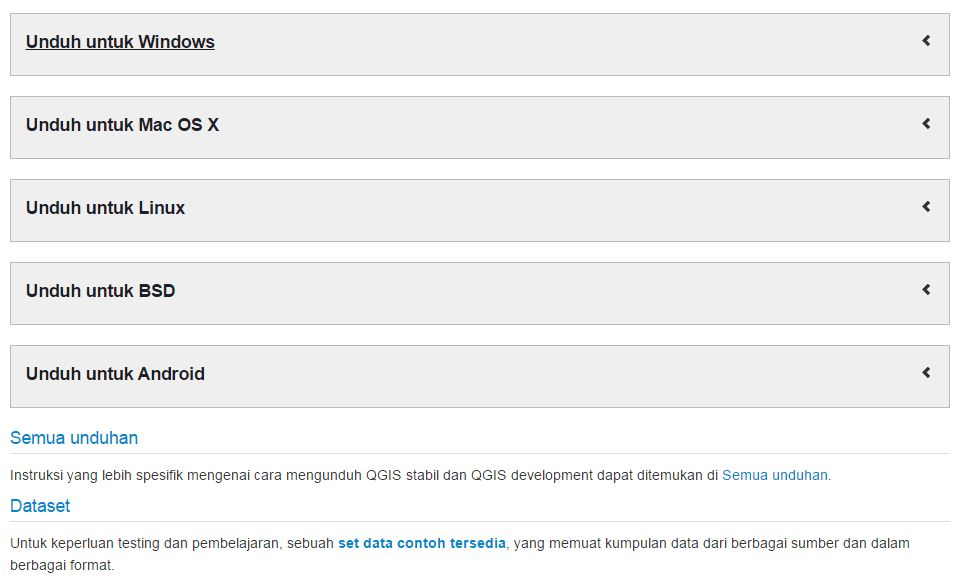 Unduh untuk Windows
Unduh untuk Mac OS X
Unduh untuk Linux
Unduh untuk BSD
Unduh untuk Android
Semua unduhan
Instruksi yang lebih spesifik mengenai cara mengunduh QGIS stabil dan QGIS development dapat ditemukan di Semua unduhan.
Dataset
Untuk keperluan testing dan pembelajaran, sebuah set data contoh tersedia, yang memuat kumpulan data dari berbagai sumber dan dalam
berbagai format.